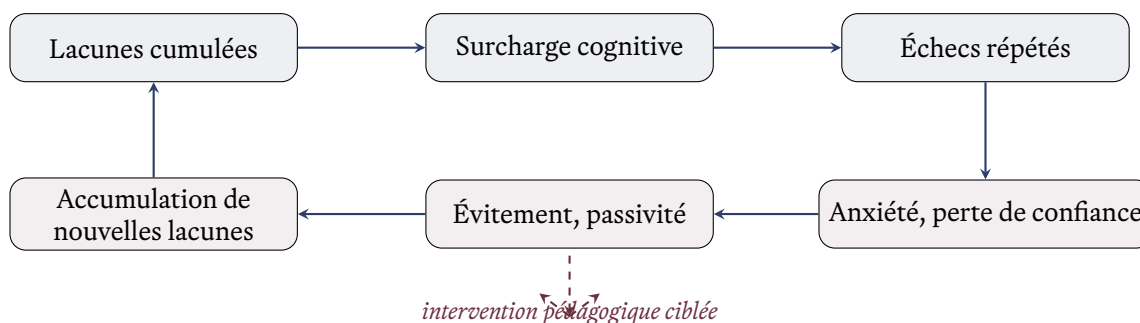 Lacunes cumulées
Surcharge cognitive
Échecs répétés
Accumulation de
nouvelles lacunes
Évitement, passivité
Anxiété, perte de confiance
intervention pédagogique ciblée